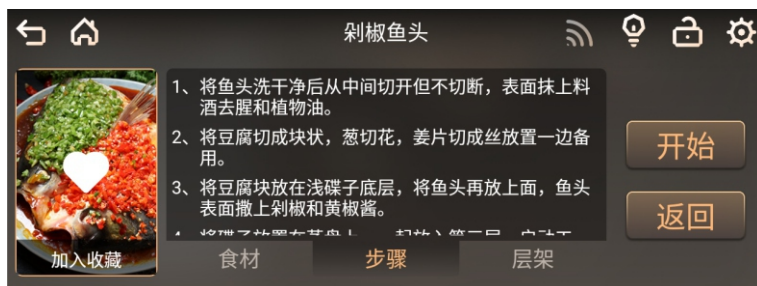 剁椒鱼头
1、将鱼头洗干净后从中间切开但不切断，表面抹上料
酒去腥和植物油。
2、将豆腐切成块状，葱切花，姜片切成丝放置一边备
用。
3、将豆腐块放在浅碟子底层，将鱼头再放上面，鱼头
表面撒上剁椒和黄椒酱。
开始
返回
加入收藏
食材
步骤
层架